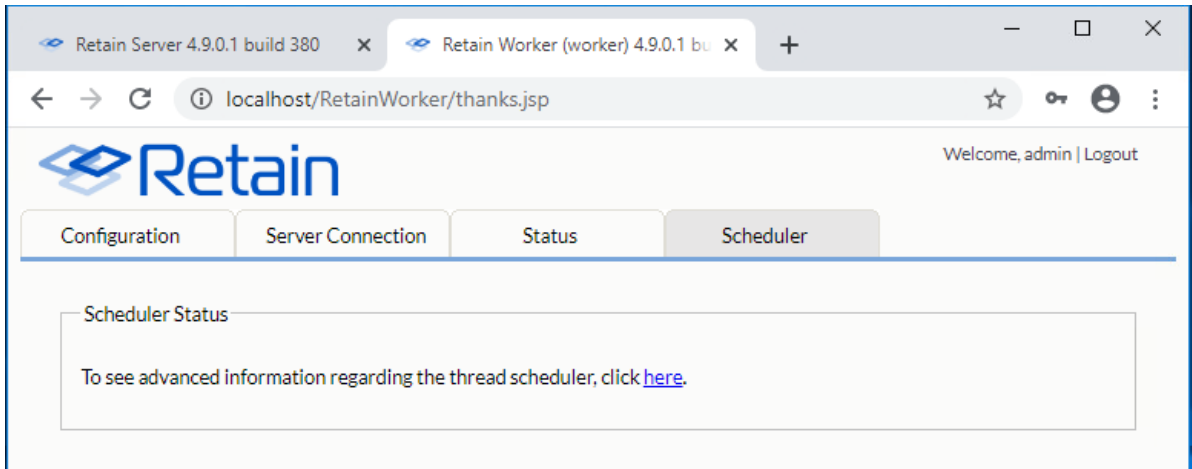 Retain Server 4.9.0.1 build 380
Retain Worker (worker) 4.9.0.1
localhost/RetainWorker/thanks.jsp
Retain
Welcome, admin | Logout
Configuration Server Connection Status Scheduler
Scheduler Status
To see advanced information regarding the thread scheduler, click here.